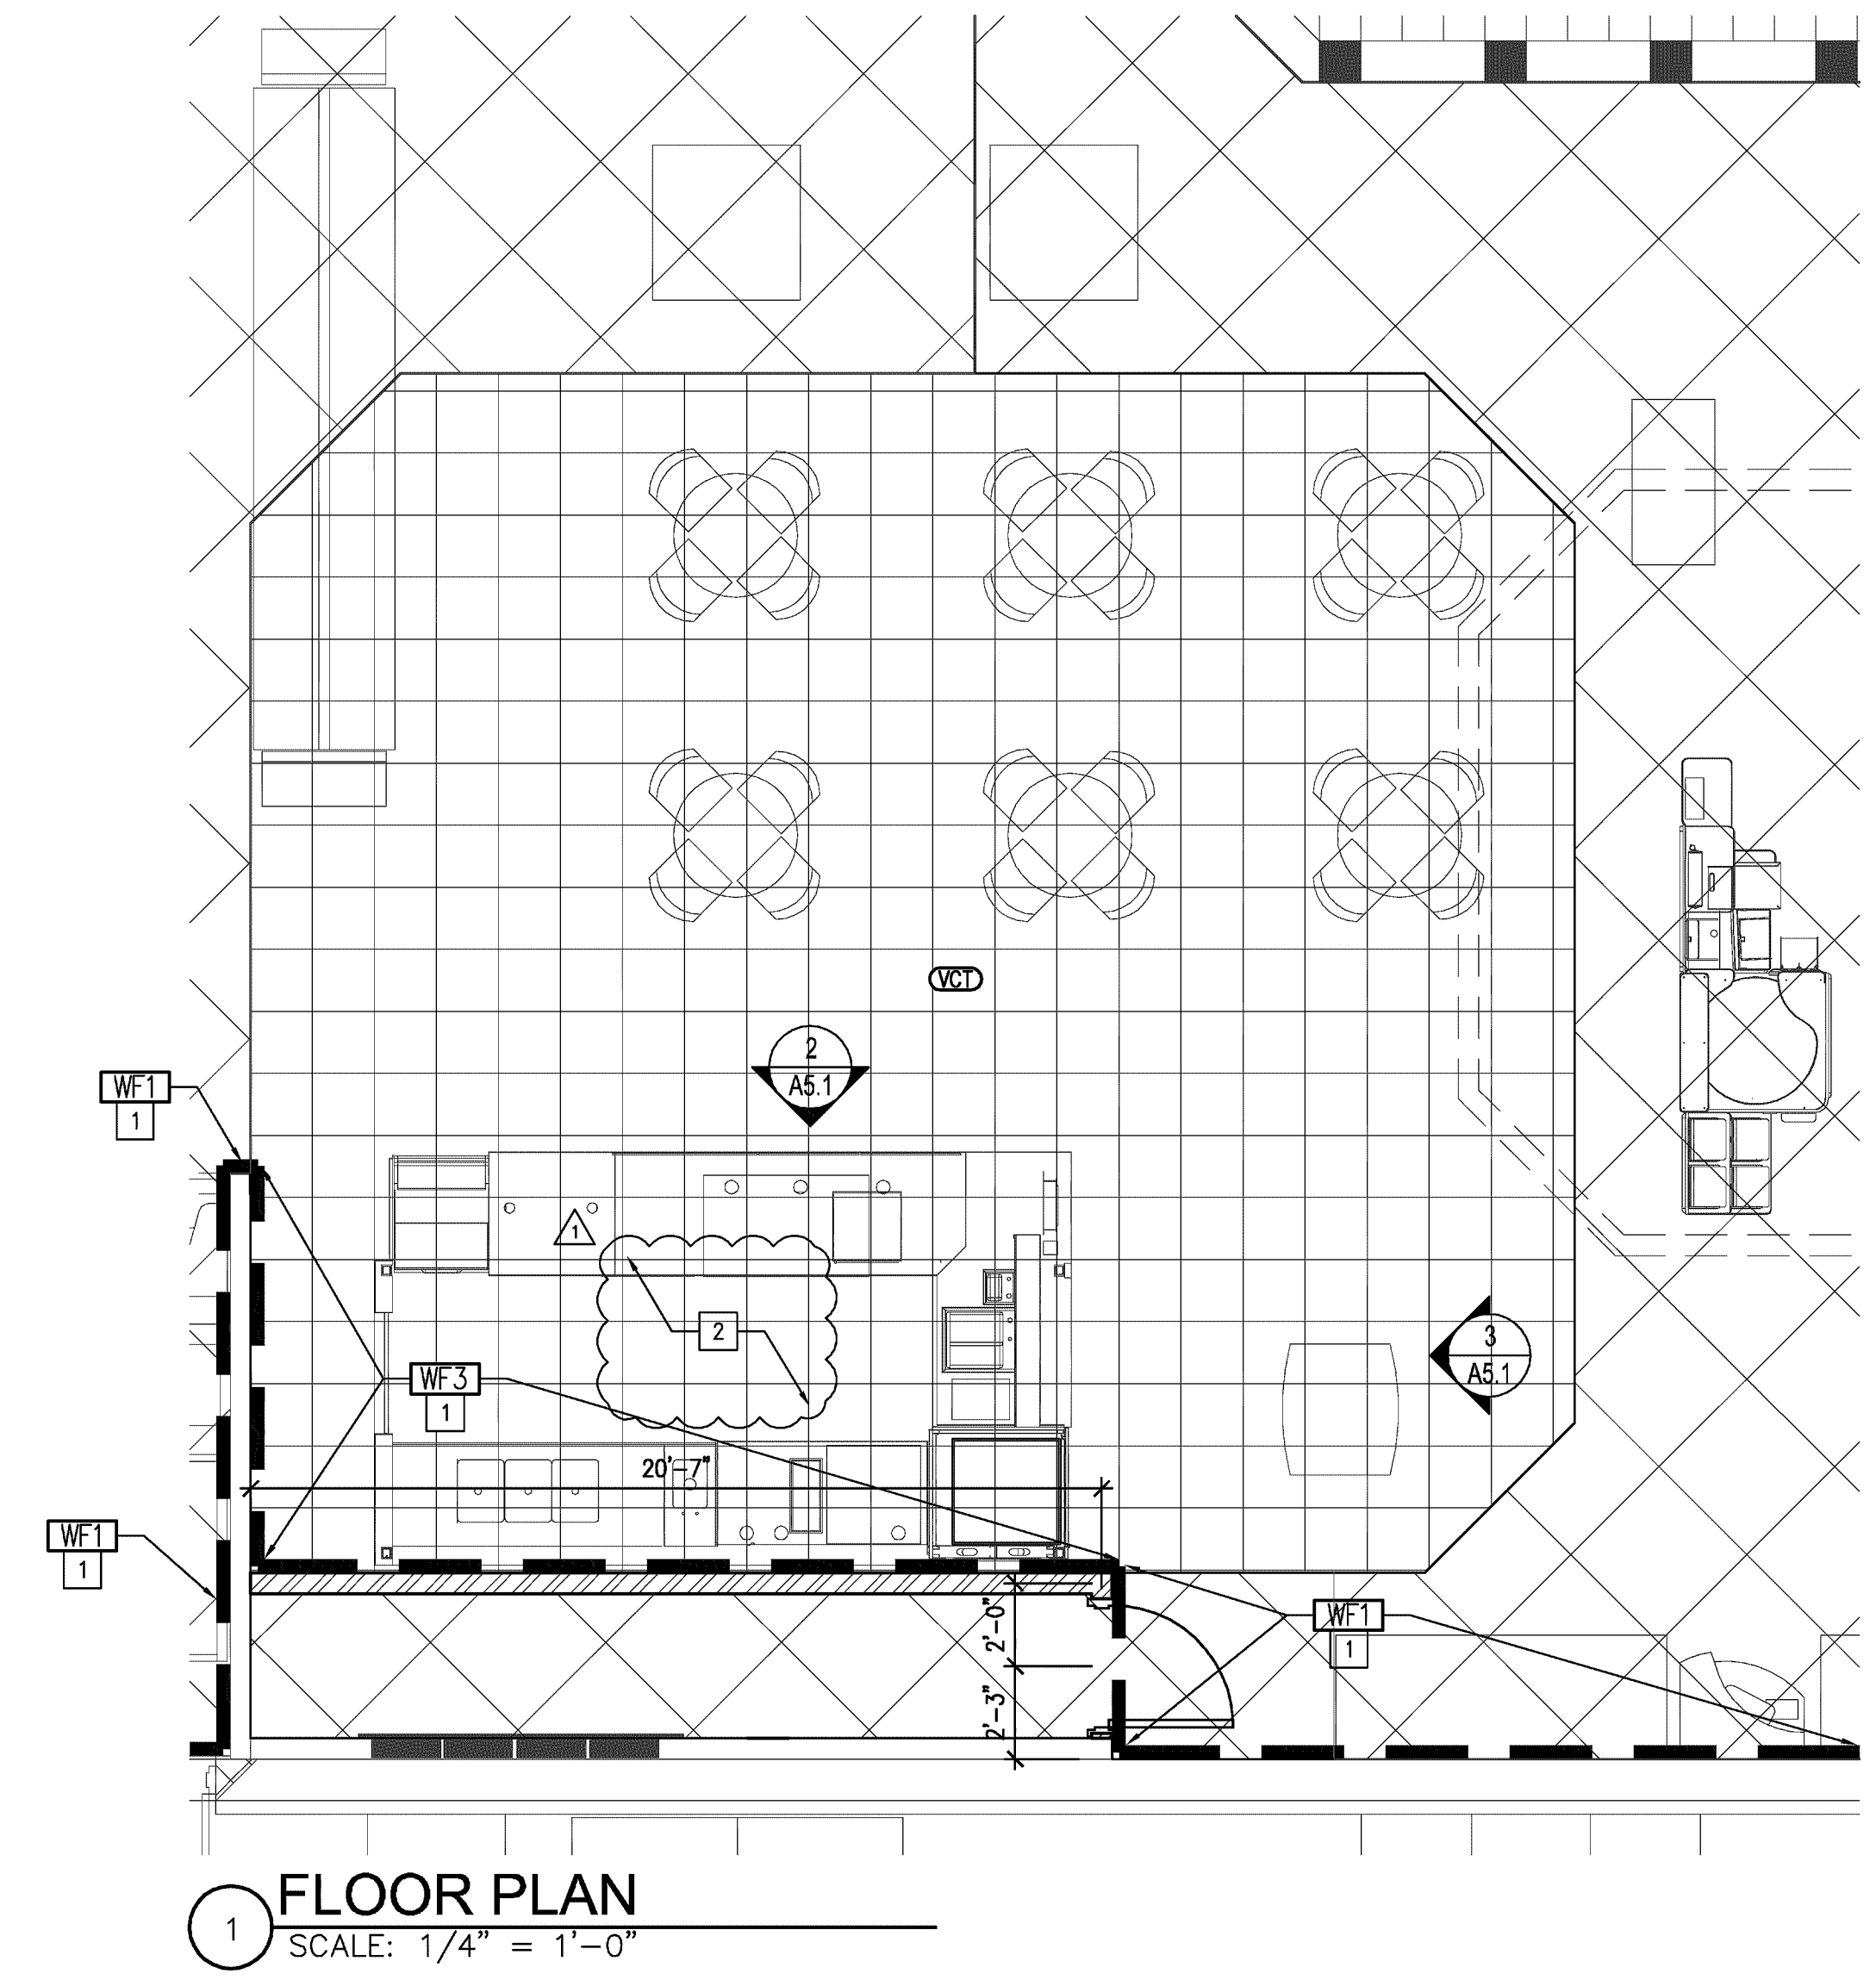 VCT
2
A5.1
WF1
1
1
2
3
A5.1
WF3
1
20'-7"
WF1
1
2'-0"
WF1
1
2'-3"
FLOOR PLAN
1
SCALE: 1/4" = 1'-0"